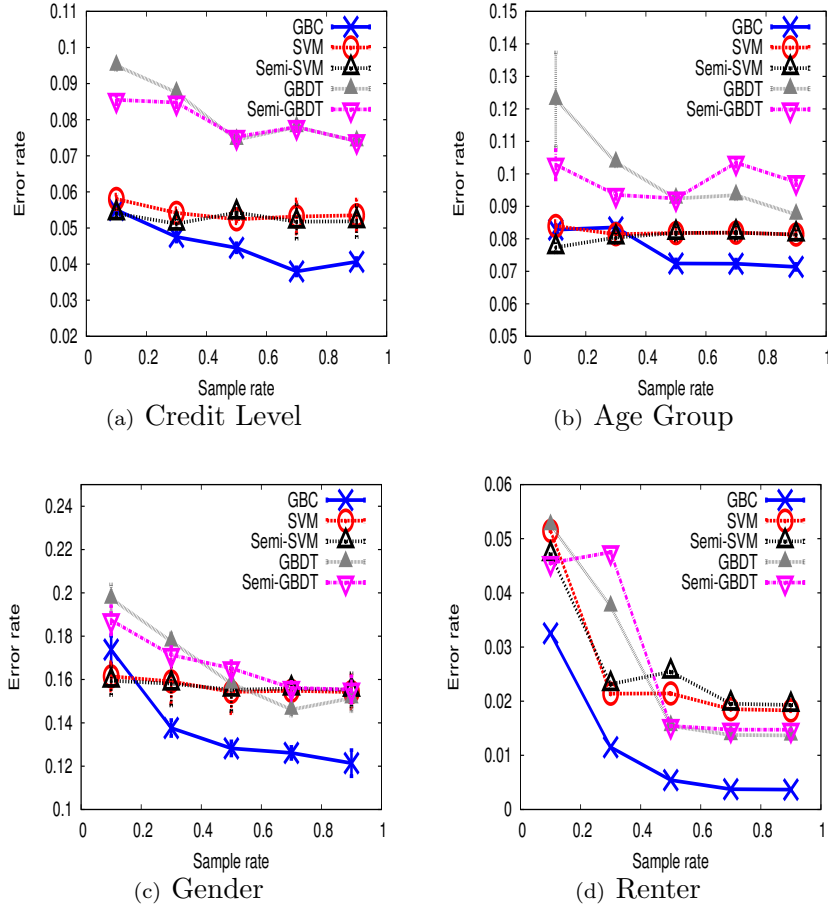 0.11
0.1
0.09
0.08
0.07
0.06
0.05
0.04
0.03
0.02
Error rate
GBC
SVM
Semi-SVM
GBDT
Semi-GBDT
0 0.2 0.4 0.6 0.8 1
Sample rate
(a) Credit Level
0.15
0.14
0.13
0.12
0.11
0.1
0.09
0.08
0.07
0.06
0.05
Error rate
GBC
SVM
Semi-SVM
GBDT
Semi-GBDT
0 0.2 0.4 0.6 0.8 1
Sample rate
(b) Age Group
0.24
0.22
0.2
0.18
0.16
0.14
0.12
0.1
Error rate
GBC
SVM
Semi-SVM
GBDT
Semi-GBDT
0 0.2 0.4 0.6 0.8 1
Sample rate
(c) Gender
0.06
0.05
0.04
0.03
0.02
0.01
0
Error rate
GBC
SVM
Semi-SVM
GBDT
Semi-GBDT
0 0.2 0.4 0.6 0.8 1
Sample rate
(d) Renter